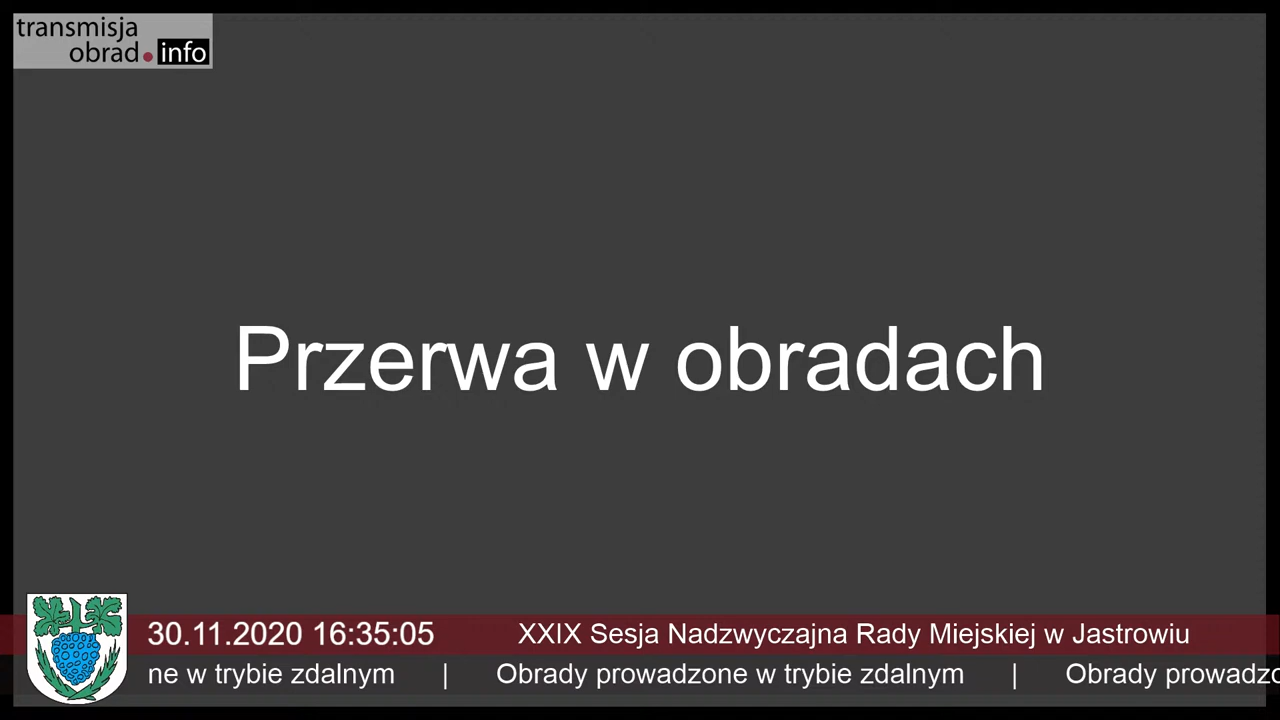 transmisja
obrad.info
Przerwa w obradach
30.11.2020 16:35:05 XXIX Sesja Nadzwyczajna Rady Miejskiej w Jastrowiu
ne w trybie zdalnym | Obrady prowadzone w trybie zdalnym | Obrady prowadzo